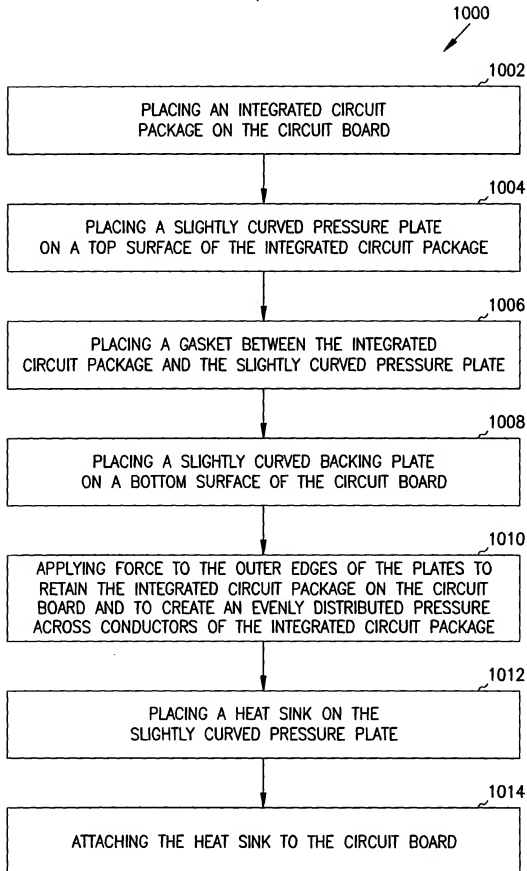 1000
1002
PLACING AN INTEGRATED CIRCUIT
PACKAGE ON THE CIRCUIT BOARD
1004
PLACING A SLIGHTLY CURVED PRESSURE PLATE
ON A TOP SURFACE OF THE INTEGRATED CIRCUIT PACKAGE
1006
PLACING A GASKET BETWEEN THE INTEGRATED
CIRCUIT PACKAGE AND THE SLIGHTLY CURVED PRESSURE PLATE
1008
PLACING A SLIGHTLY CURVED BACKING PLATE
ON A BOTTOM SURFACE OF THE CIRCUIT BOARD
1010
APPLYING FORCE TO THE OUTER EDGES OF THE PLATES TO
RETAIN THE INTEGRATED CIRCUIT PACKAGE ON THE CIRCUIT
BOARD AND TO CREATE AN EVENLY DISTRIBUTED PRESSURE
ACROSS CONDUCTORS OF THE INTEGRATED CIRCUIT PACKAGE
1012
PLACING A HEAT SINK ON THE
SLIGHTLY CURVED PRESSURE PLATE
1014
ATTACHING THE HEAT SINK TO THE CIRCUIT BOARD